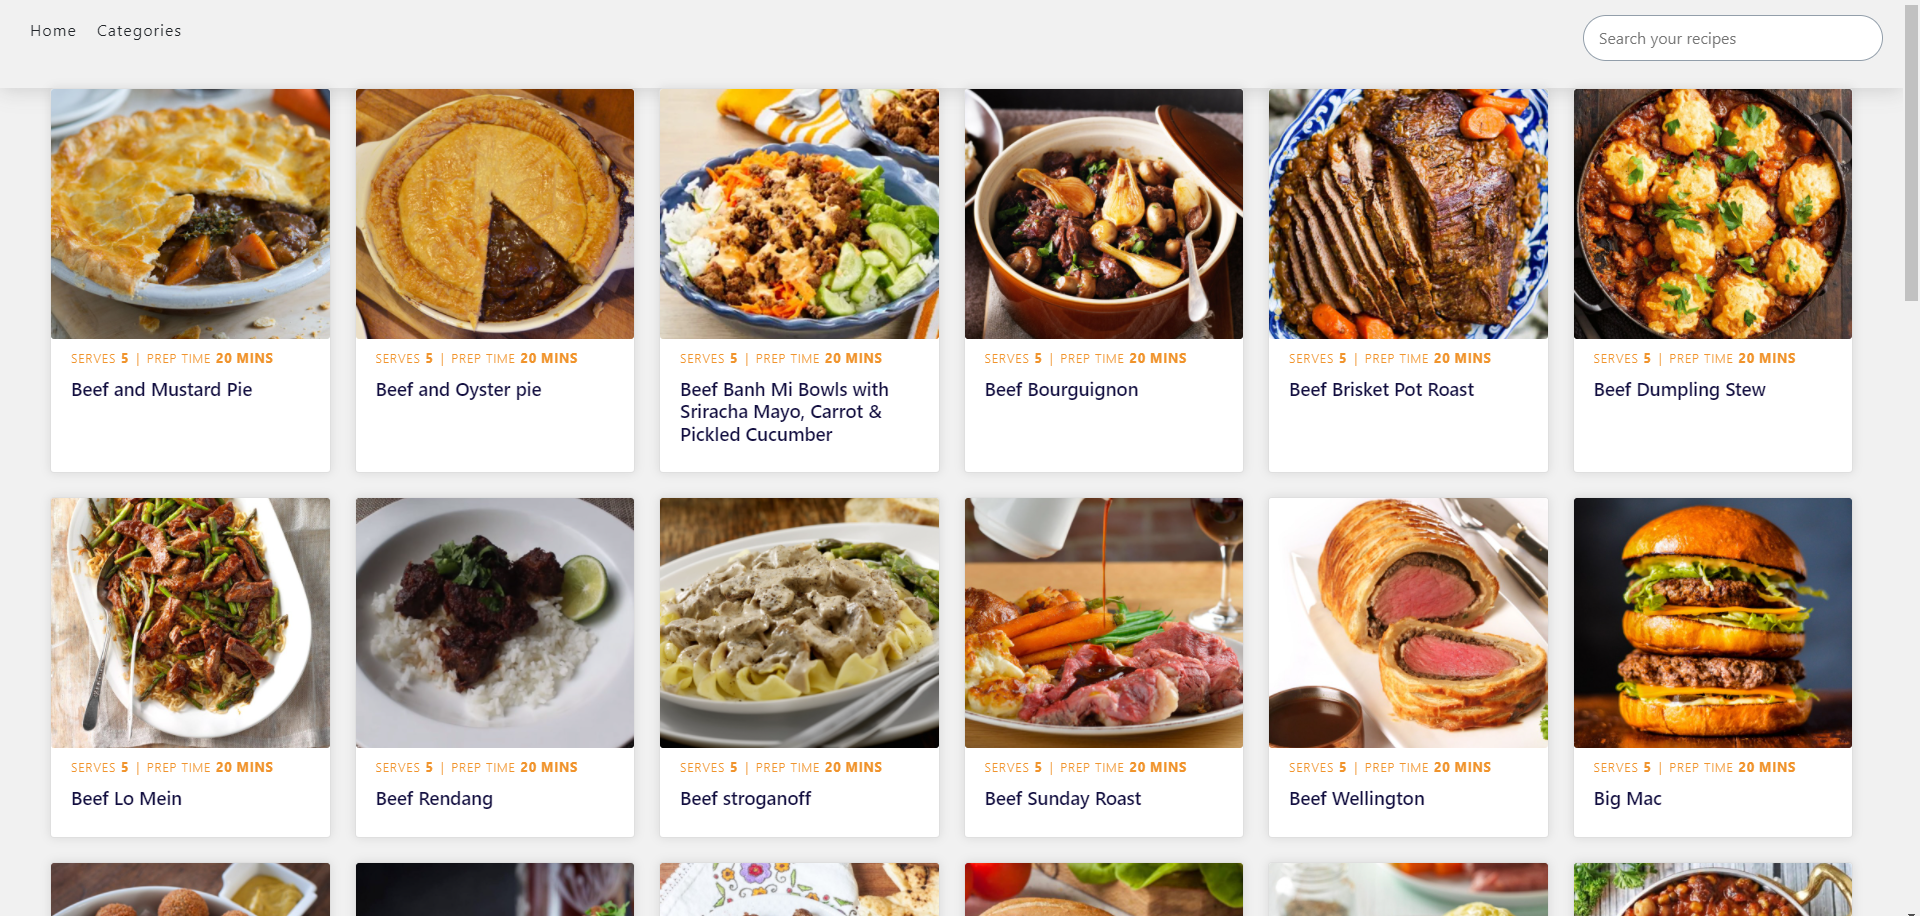 Home Categories
Search your recipes
SERVES 5 | PREP TIME 20 MINS
Beef and Mustard Pie
SERVES 5 | PREP TIME 20 MINS
Beef and Oyster pie
SERVES 5 | PREP TIME 20 MINS
Beef Banh Mi Bowls with
Sriracha Mayo, Carrot &
Pickled Cucumber
SERVES 5 | PREP TIME 20 MINS
Beef Bourguignon
SERVES 5 | PREP TIME 20 MINS
Beef Brisket Pot Roast
SERVES 5 | PREP TIME 20 MINS
Beef Dumpling Stew
SERVES 5 | PREP TIME 20 MINS
Beef Lo Mein
SERVES 5 | PREP TIME 20 MINS
Beef Rendang
SERVES 5 | PREP TIME 20 MINS
Beef stroganoff
SERVES 5 | PREP TIME 20 MINS
Beef Sunday Roast
SERVES 5 | PREP TIME 20 MINS
Beef Wellington
SERVES 5 | PREP TIME 20 MINS
Big Mac